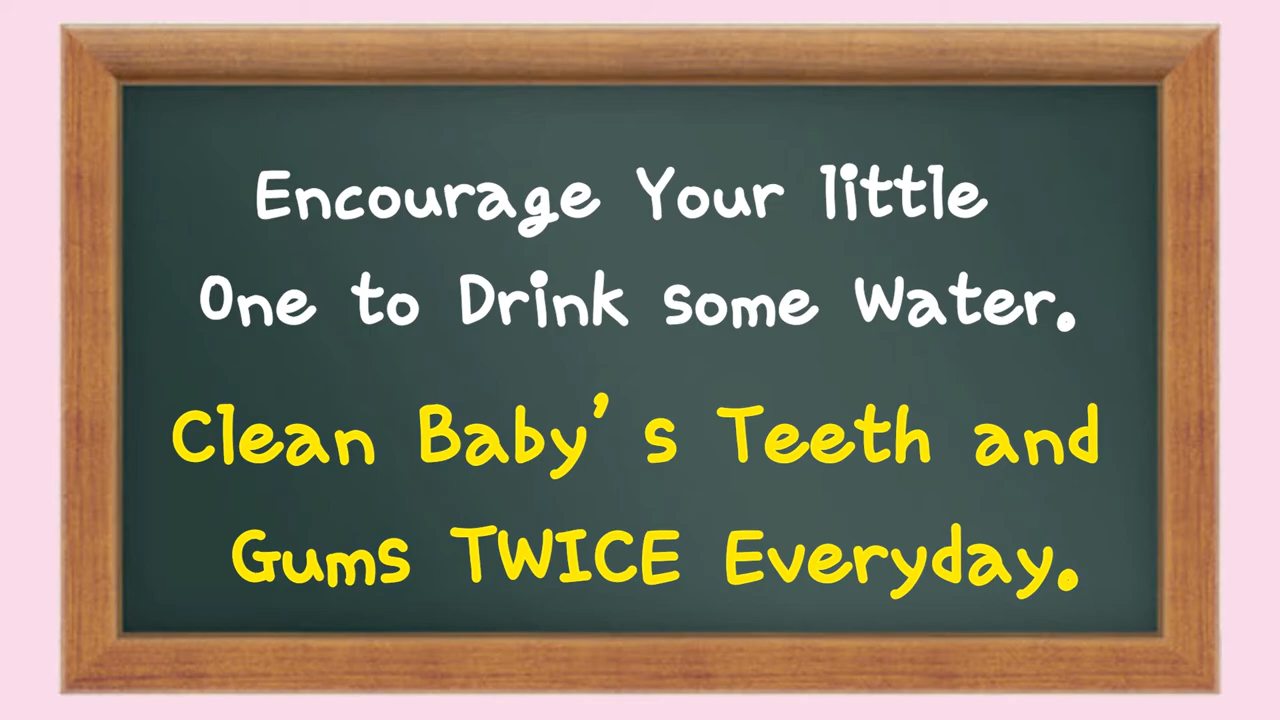 Encourage Your little
One to Drink some Water.
Clean Baby's Teeth and
Gums TWICE Everyday.